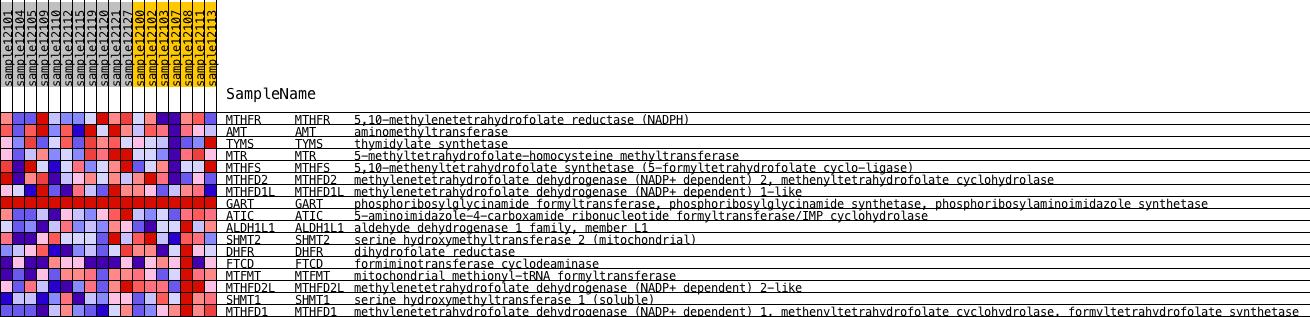 sample12101
sample12104
sample12105
sample12109
sample12110
sample12112
sample12115
sample12119
sample12120
sample12121
sample12127
sample12100
sample12102
sample12103
sample12107
sample12108
sample12111
sample12113
SampleName
MTHFR MTHFR 5,10-methylenetetrahydrofolate reductase (NADPH)
AMT AMT aminomethyltransferase
TYMS TYMS thymidylate synthetase
MTR MTR 5-methyltetrahydrofolate-homocysteine methyltransferase
MTHFS MTHFS 5,10-methenyltetrahydrofolate synthetase (5-formyltetrahydrofolate cyclo-ligase)
MTHFD2 MTHFD2 methylenetetrahydrofolate dehydrogenase (NADP+ dependent) 2, methenyltetrahydrofolate cyclohydrolase
MTHFD1L MTHFD1L methylenetetrahydrofolate dehydrogenase (NADP+ dependent) 1-like
GART GART phosphoribosylglycinamide formyltransferase, phosphoribosylglycinamide synthetase, phosphoribosylaminoimidazole synthetase
ATIC ATIC 5-aminoimidazole-4-carboxamide ribonucleotide formyltransferase/IMP cyclohydrolase
ALDH1L1 ALDH1L1 aldehyde dehydrogenase 1 family, member L1
SHMT2 SHMT2 serine hydroxymethyltransferase 2 (mitochondrial)
DHFR DHFR dihydrofolate reductase
FTCD FTCD formiminotransferase cyclodeaminase
MTFMT MTFMT mitochondrial methionyl-tRNA formyltransferase
MTHFD2L MTHFD2L methylenetetrahydrofolate dehydrogenase (NADP+ dependent) 2-like
SHMT1 SHMT1 serine hydroxymethyltransferase 1 (soluble)
MTHFD1 MTHFD1 methylenetetrahydrofolate dehydrogenase (NADP+ dependent) 1, methenyltetrahydrofolate cyclohydrolase, formyltetrahydrofolate synthetase